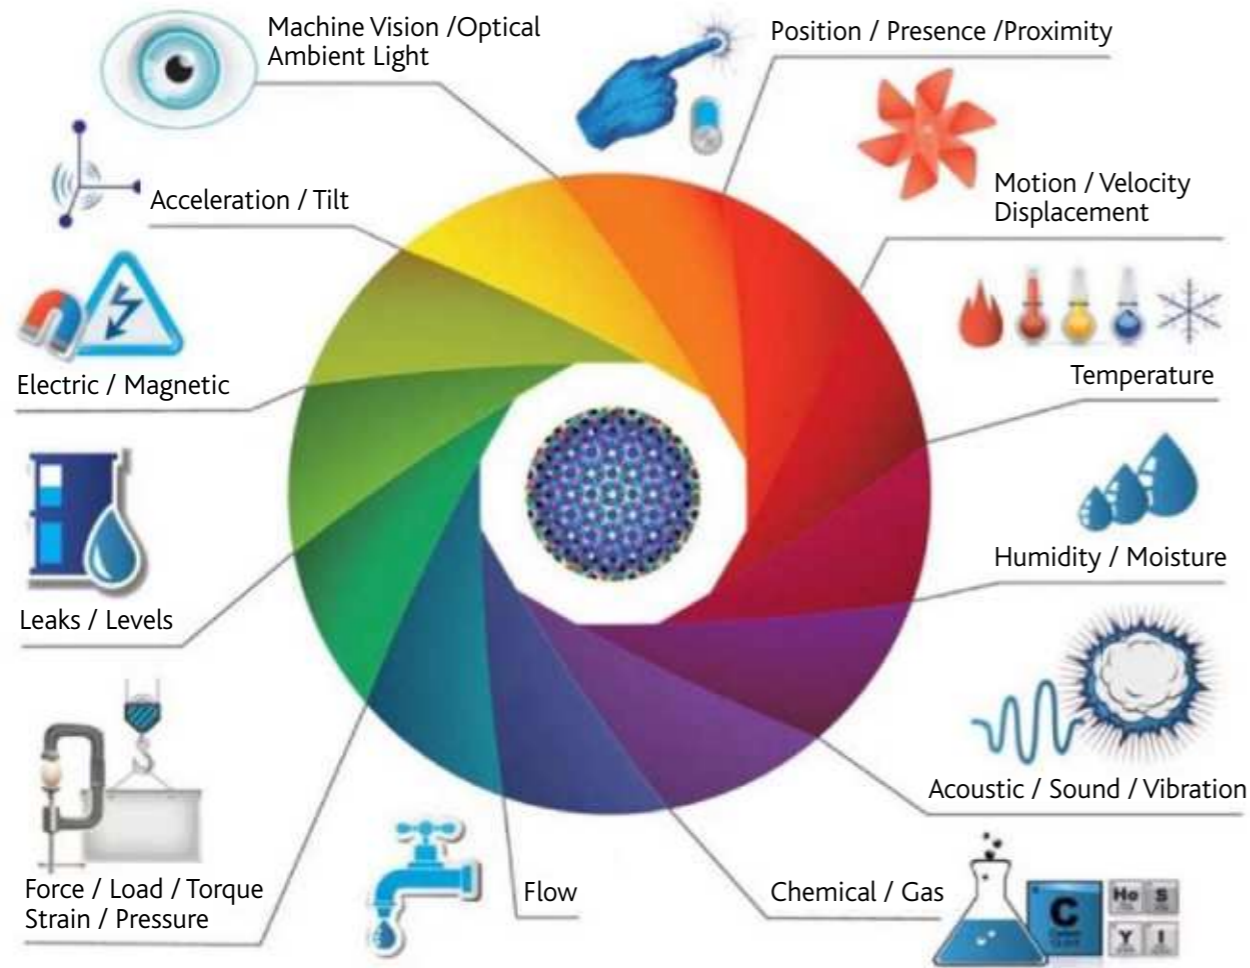 Machine Vision /Optical
Ambient Light
Position / Presence /Proximity
Motion / Velocity
Displacement
Acceleration / Tilt
Temperature
Electric / Magnetic
Humidity / Moisture
Leaks / Levels
Acoustic / Sound / Vibration
Force / Load / Torque
Strain / Pressure
Flow
Chemical / Gas
C
He S
Y I